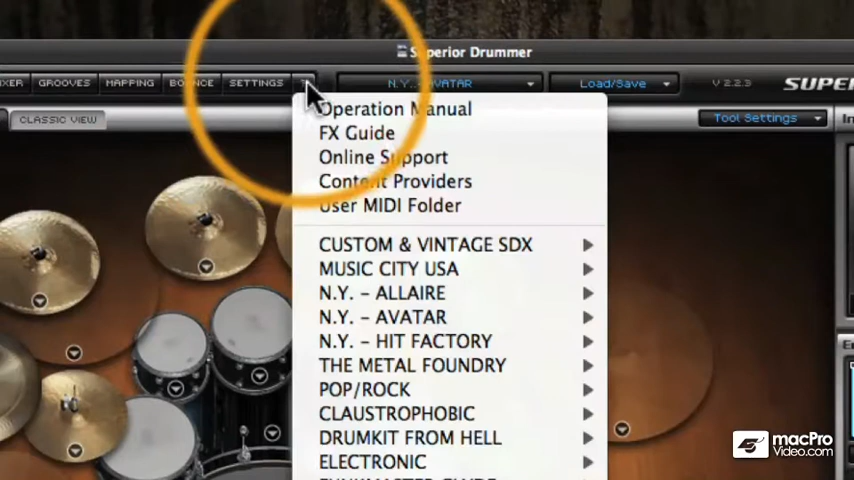 Superior Drummer
XER GROOVES MAPPING BOUNCE SETTINGS ? N.Y. - AVATAR Load/Save V 2.2.3 SUPER
CLASSIC VIEW
Tool Settings
In
Operation Manual
FX Guide
Online Support
Content Providers
User MIDI Folder
CUSTOM & VINTAGE SDX
MUSIC CITY USA
N.Y. - ALLAIRE
N.Y. - AVATAR
N.Y. - HIT FACTORY
THE METAL FOUNDRY
POP/ROCK
CLAUSTROPHOBIC
DRUMKIT FROM HELL
ELECTRONIC
En
macPro
Video.com